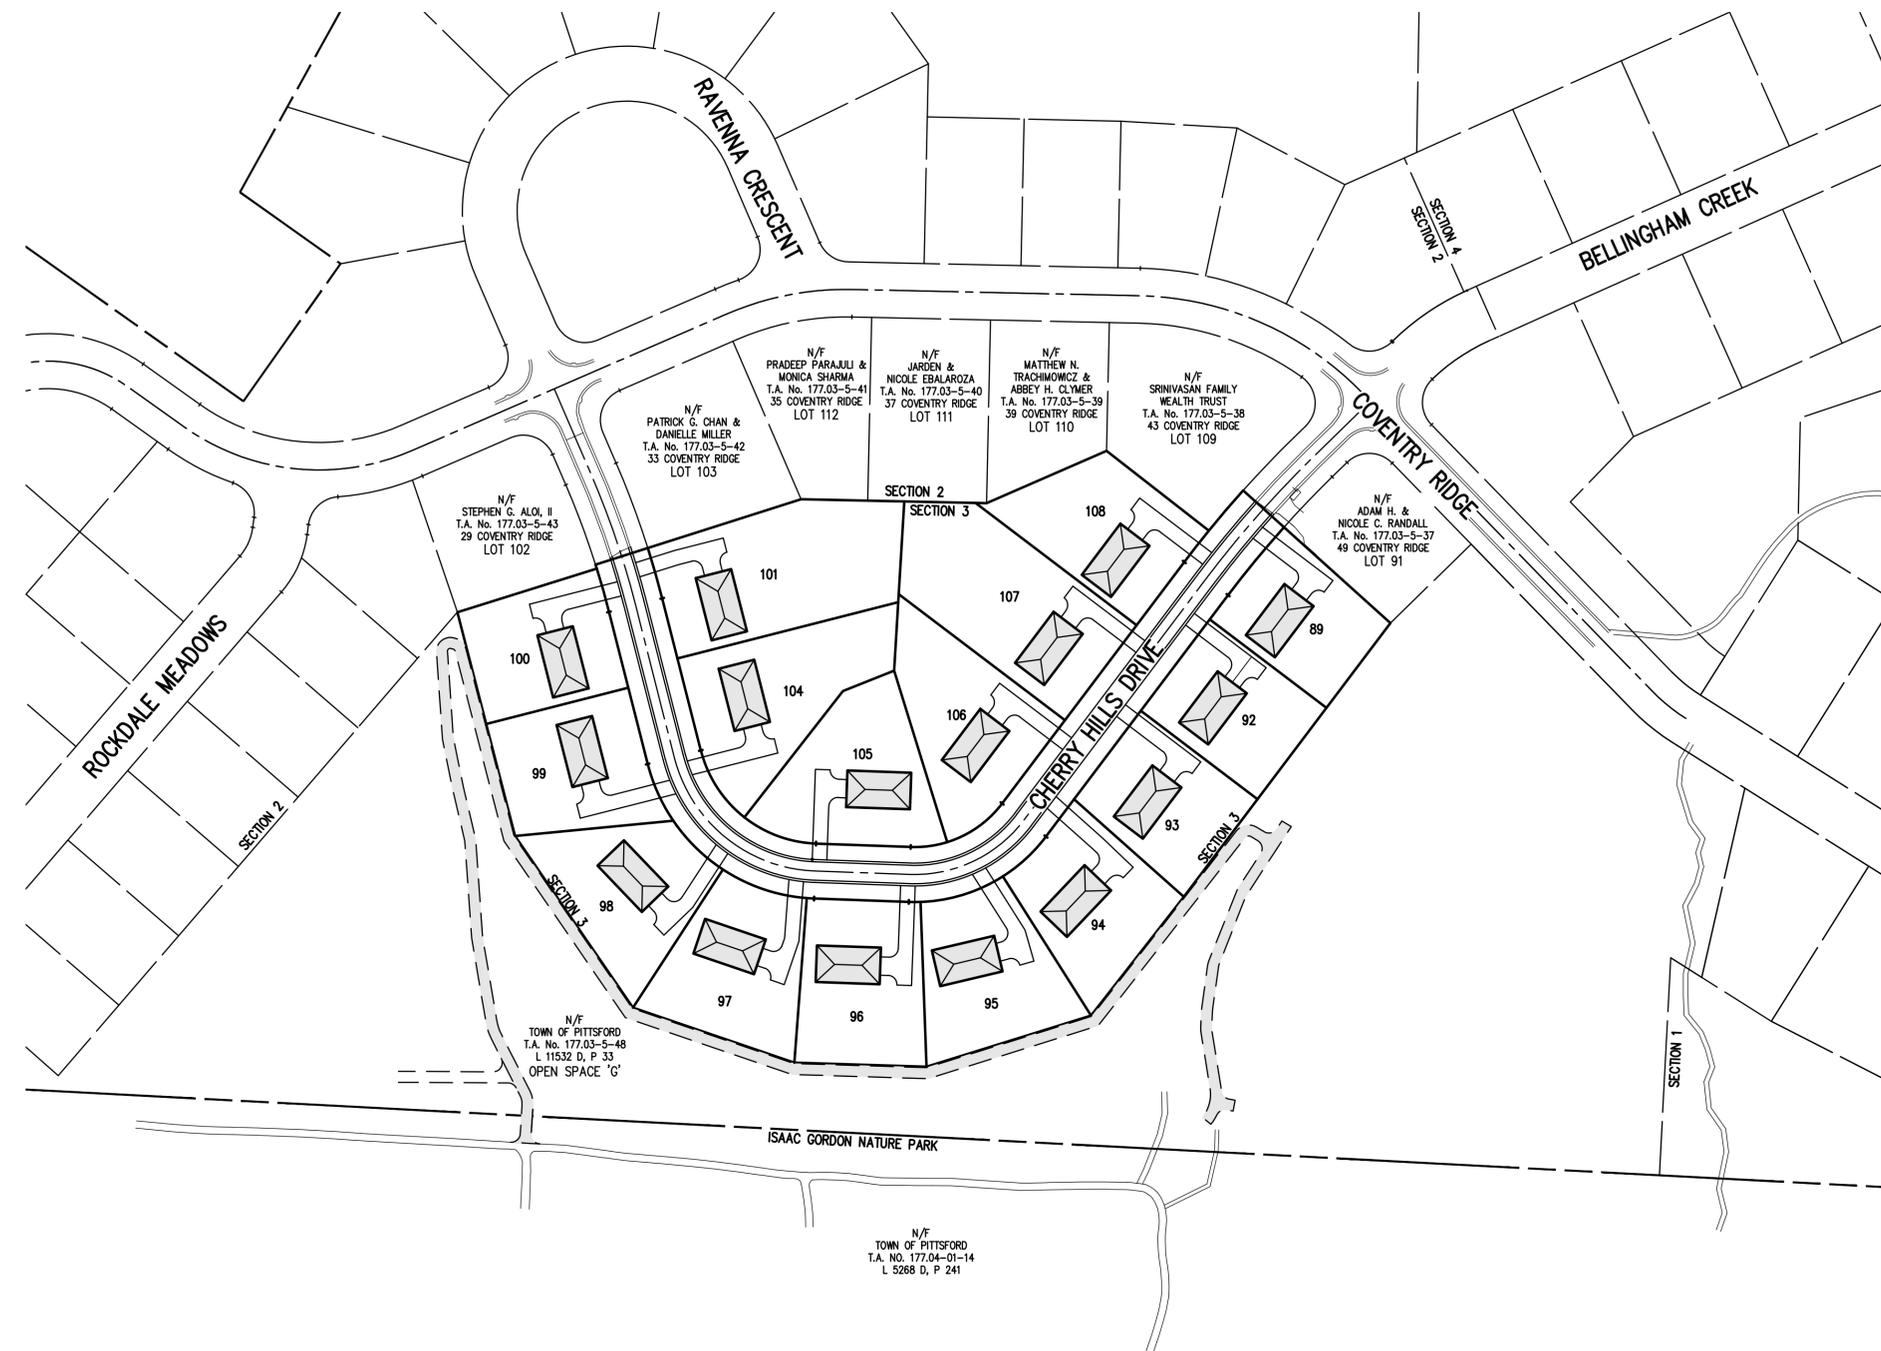 RAVENNA CRESCENT
SECTION 4
SECTION 2
BELLINGHAM CREEK
N/F
PATRICK G. CHAN &
DANIELLE MILLER
T.A. No. 177.03-5-42
33 COVENTRY RIDGE
LOT 103
N/F
PRADEEP PARAJULI &
MONICA SHARMA
T.A. No. 177.03-5-41
35 COVENTRY RIDGE
LOT 112
N/F
JARDEN &
NICOLE EBALAROZA
T.A. No. 177.03-5-40
37 COVENTRY RIDGE
LOT 111
N/F
MATTHEW N.
TRACHIMOWICZ &
ABBEY H. CLYMER
T.A. No. 177.03-5-39
39 COVENTRY RIDGE
LOT 110
N/F
SRINIVASAN FAMILY
WEALTH TRUST
T.A. No. 177.03-5-38
43 COVENTRY RIDGE
LOT 109
COVENTRY RIDGE
N/F
STEPHEN G. ALOI, II
T.A. No. 177.03-5-43
29 COVENTRY RIDGE
LOT 102
SECTION 2
SECTION 3
N/F
ADAM H. &
NICOLE C. RANDALL
T.A. No. 177.03-5-37
49 COVENTRY RIDGE
LOT 91
108
101
107
89
100
104
92
106
99
105
93
ROCKDALE MEADOWS
CHERRY HILLS DRIVE
SECTION 2
SECTION 3
SECTION 3
98
94
97
96
95
N/F
TOWN OF PITTSFORD
T.A. No. 177.03-5-48
L 11532 D, P 33
OPEN SPACE 'G'
SECTION 1
ISAAC GORDON NATURE PARK
N/F
TOWN OF PITTSFORD
T.A. NO. 177.04-01-14
L 5268 D, P 241